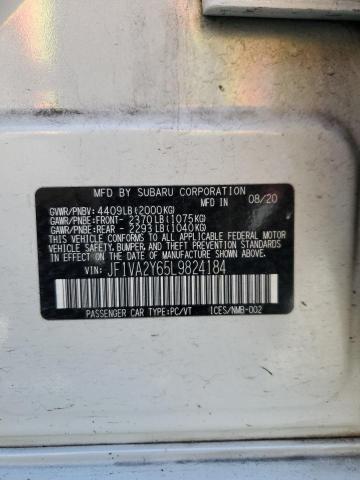 MFD BY SUBARU CORPORATION
GVWR/PNBV: 4409LB(2000KG) 08/20
GAWR/PNBE:FRONT- 2370LB(1075KG)
GAWR/PNBE:REAR - 2293LB(1040KG) IN
THIS VEHICLE CONFORMS TO ALL APPLICABLE FEDERAL MOTOR
VEHICLE SAFETY, BUMPER, AND THEFT PREVENTION STANDARDS
IN EFFECT ON THE DATE OF MANUFACTURE SHOWN ABOVE.
VIN: JF1VA2Y65L9824184
PASSENGER CAR TYPE:PC/VT ICES/NMB-002